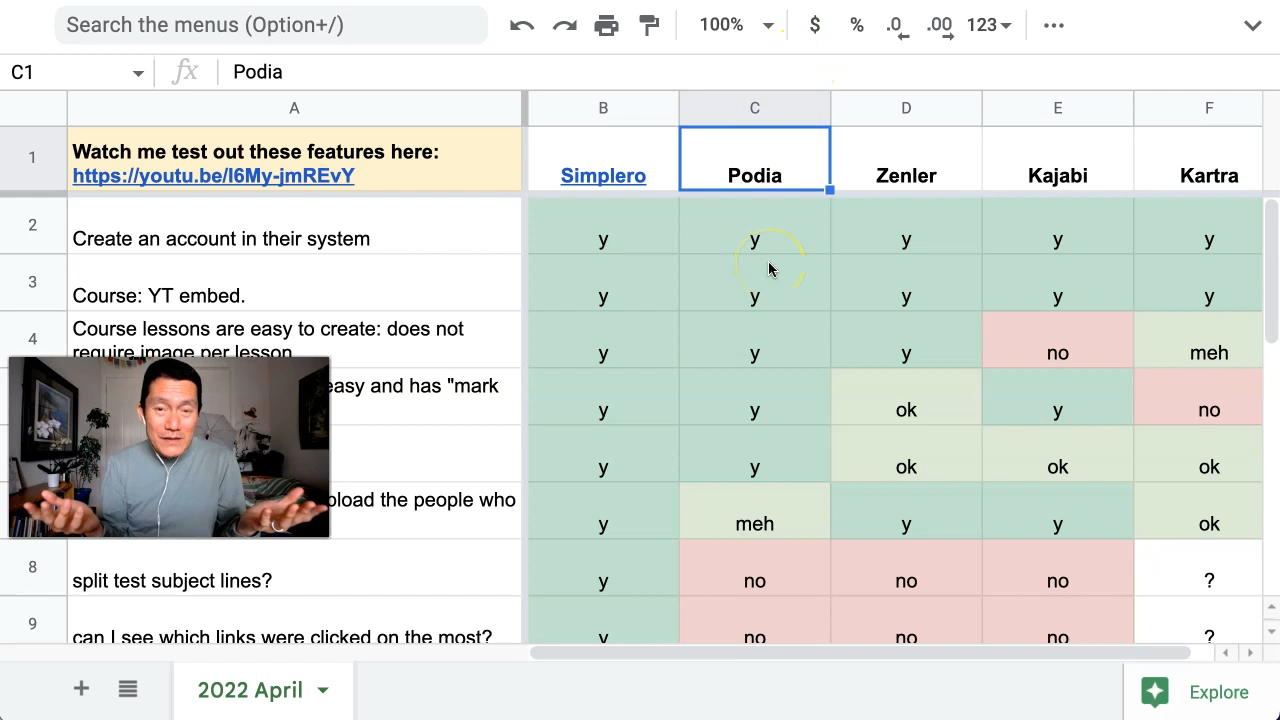 Search the menus (Option+/)
100%
$ % .0 .00 123
C1
fx
Podia
A B C D E F
1 Watch me test out these features here:
https://youtu.be/l6My-jmREvY Simplero Podia Zenler Kajabi Kartra
2 Create an account in their system y y y y y
3 Course: YT embed. y y y y y
4 Course lessons are easy to create: does not
require image per lesson y y y no meh
easy and has "mark
y y ok y no
y y ok ok ok
pload the people who
y meh y y ok
8 split test subject lines? y no no no ?
9 can I see which links were clicked on the most? y no no no ?
2022 April
Explore